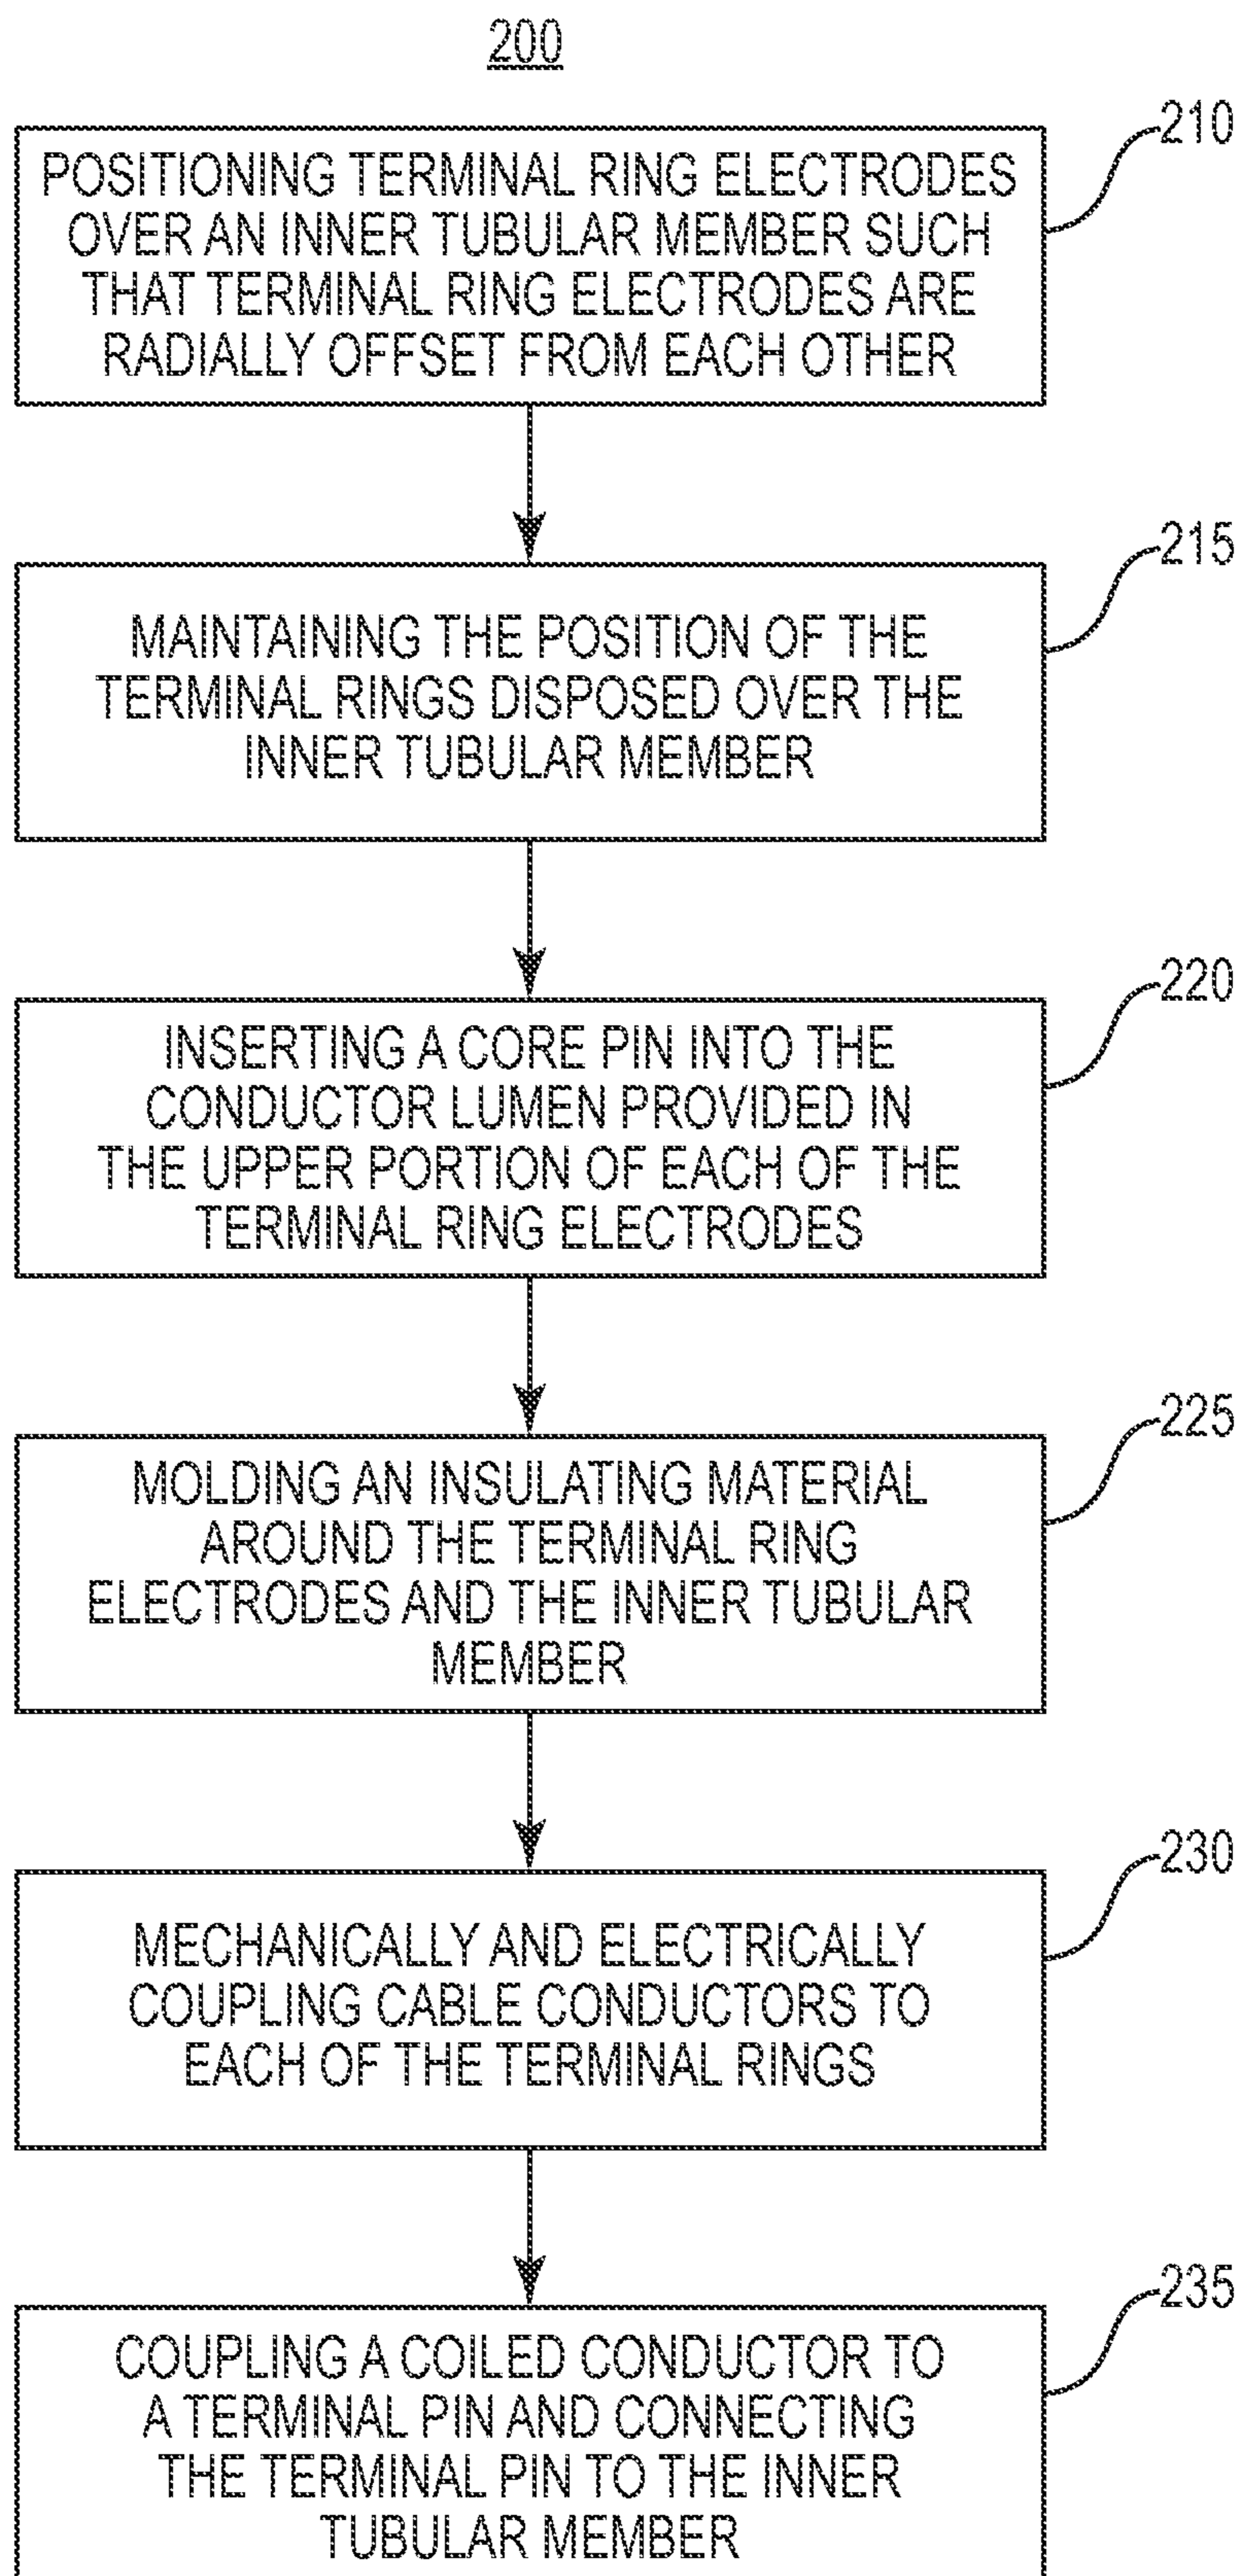 200
210
POSITIONING TERMINAL RING ELECTRODES
OVER AN INNER TUBULAR MEMBER SUCH
THAT TERMINAL RING ELECTRODES ARE
RADIALLY OFFSET FROM EACH OTHER
215
MAINTAINING THE POSITION OF THE
TERMINAL RINGS DISPOSED OVER THE
INNER TUBULAR MEMBER
220
INSERTING A CORE PIN INTO THE
CONDUCTOR LUMEN PROVIDED IN
THE UPPER PORTION OF EACH OF THE
TERMINAL RING ELECTRODES
225
MOLDING AN INSULATING MATERIAL
AROUND THE TERMINAL RING
ELECTRODES AND THE INNER TUBULAR
MEMBER
230
MECHANICALLY AND ELECTRICALLY
COUPLING CABLE CONDUCTORS TO
EACH OF THE TERMINAL RINGS
235
COUPLING A COILED CONDUCTOR TO
A TERMINAL PIN AND CONNECTING
THE TERMINAL PIN TO THE INNER
TUBULAR MEMBER